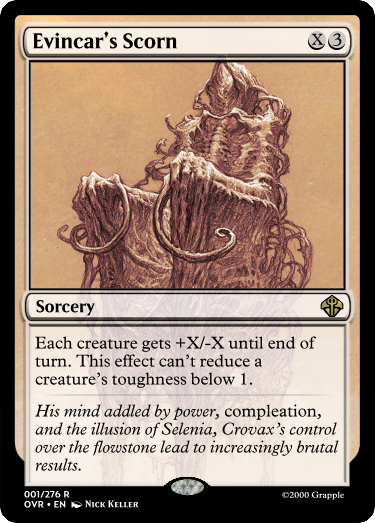 Evincar's Scorn X3
Sorcery
Each creature gets +X/-X until end of
turn. This effect can't reduce a
creature's toughness below 1.
His mind addled by power, compleation,
and the illusion of Selenia, Crovax's control
over the flowstone lead to increasingly brutal
results.
001/276 R
OVR • EN Nick Keller
©2000 Grapple